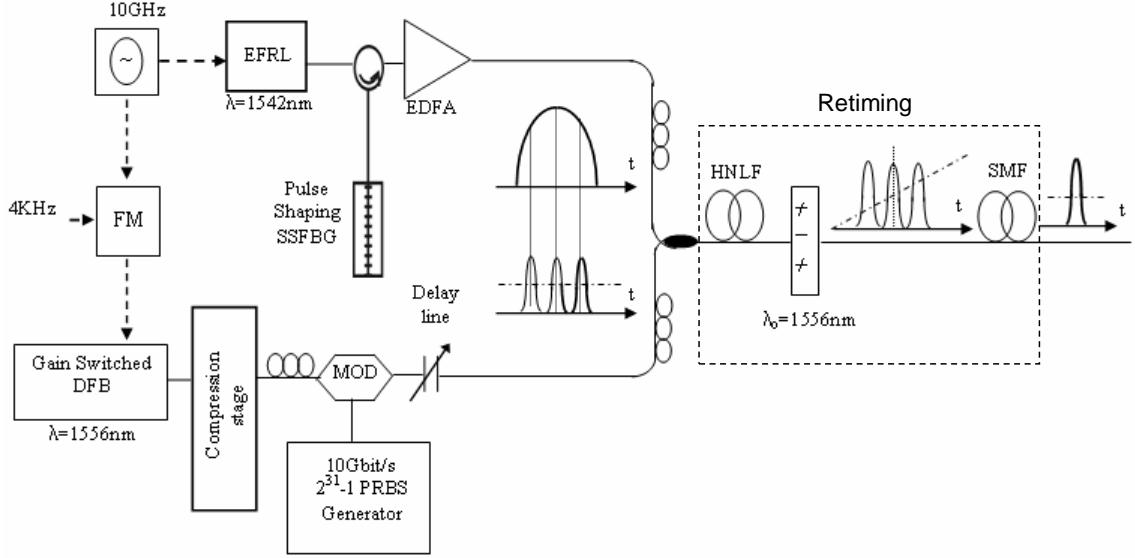 10GHz
~
EFRL
λ=1542nm
EDFA
Pulse
Shaping
SSFBG
4KHz
FM
Gain Switched
DFB
λ=1556nm
Compression
stage
MOD
10Gbit/s
2^31-1 PRBS
Generator
Delay
line
t
t
Retiming
HNLF
λo=1556nm
t
SMF
t